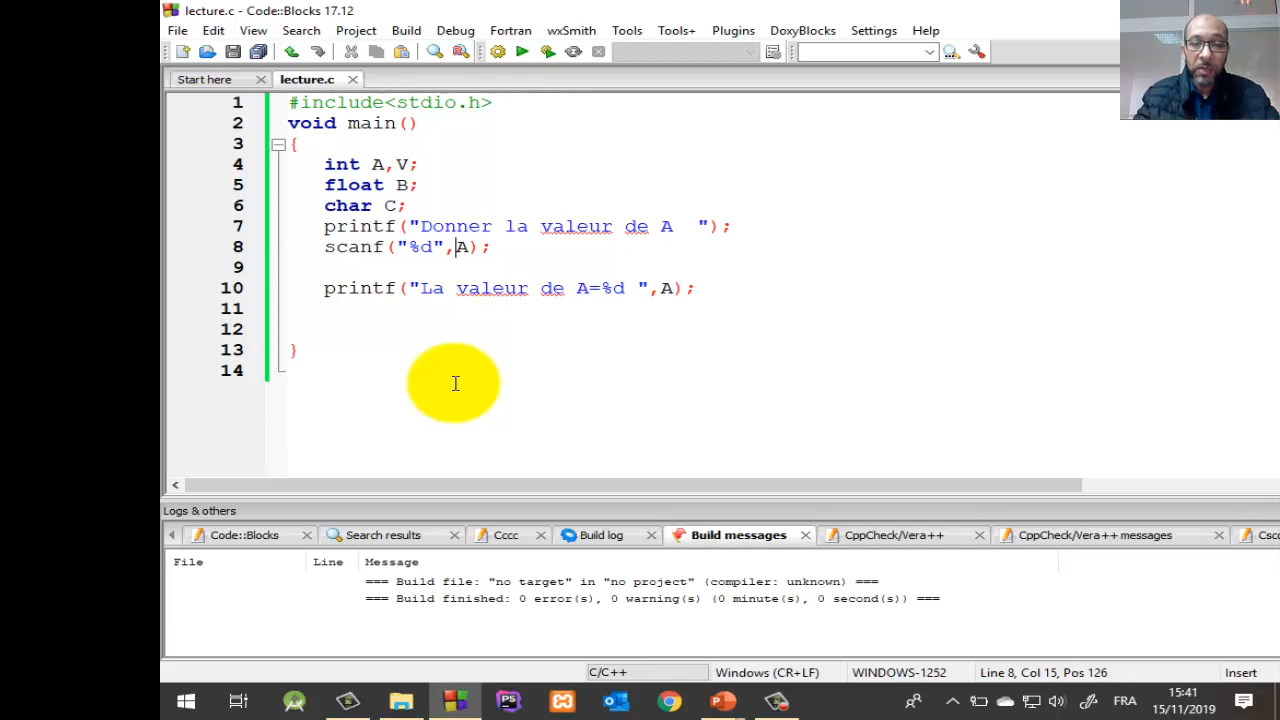 lecture.c - Code::Blocks 17.12
File Edit View Search Project Build Debug Fortran wxSmith Tools Tools+ Plugins DoxyBlocks Settings Help
Start here lecture.c
1 #include<stdio.h>
2 void main()
3 {
4 int A,V;
5 float B;
6 char C;
7 printf("Donner la valeur de A  ");
8 scanf("%d",A);
9
10 printf("La valeur de A=%d ",A);
11
12
13 }
14
Logs & others
Code::Blocks Search results Cccc Build log Build messages CppCheck/Vera++ CppCheck/Vera++ messages Csco
File Line Message
=== Build file: "no target" in "no project" (compiler: unknown) ===
=== Build finished: 0 error(s), 0 warning(s) (0 minute(s), 0 second(s)) ===
C/C++ Windows (CR+LF) WINDOWS-1252 Line 8, Col 15, Pos 126 Insert
PS FRA 15:41
15/11/2019